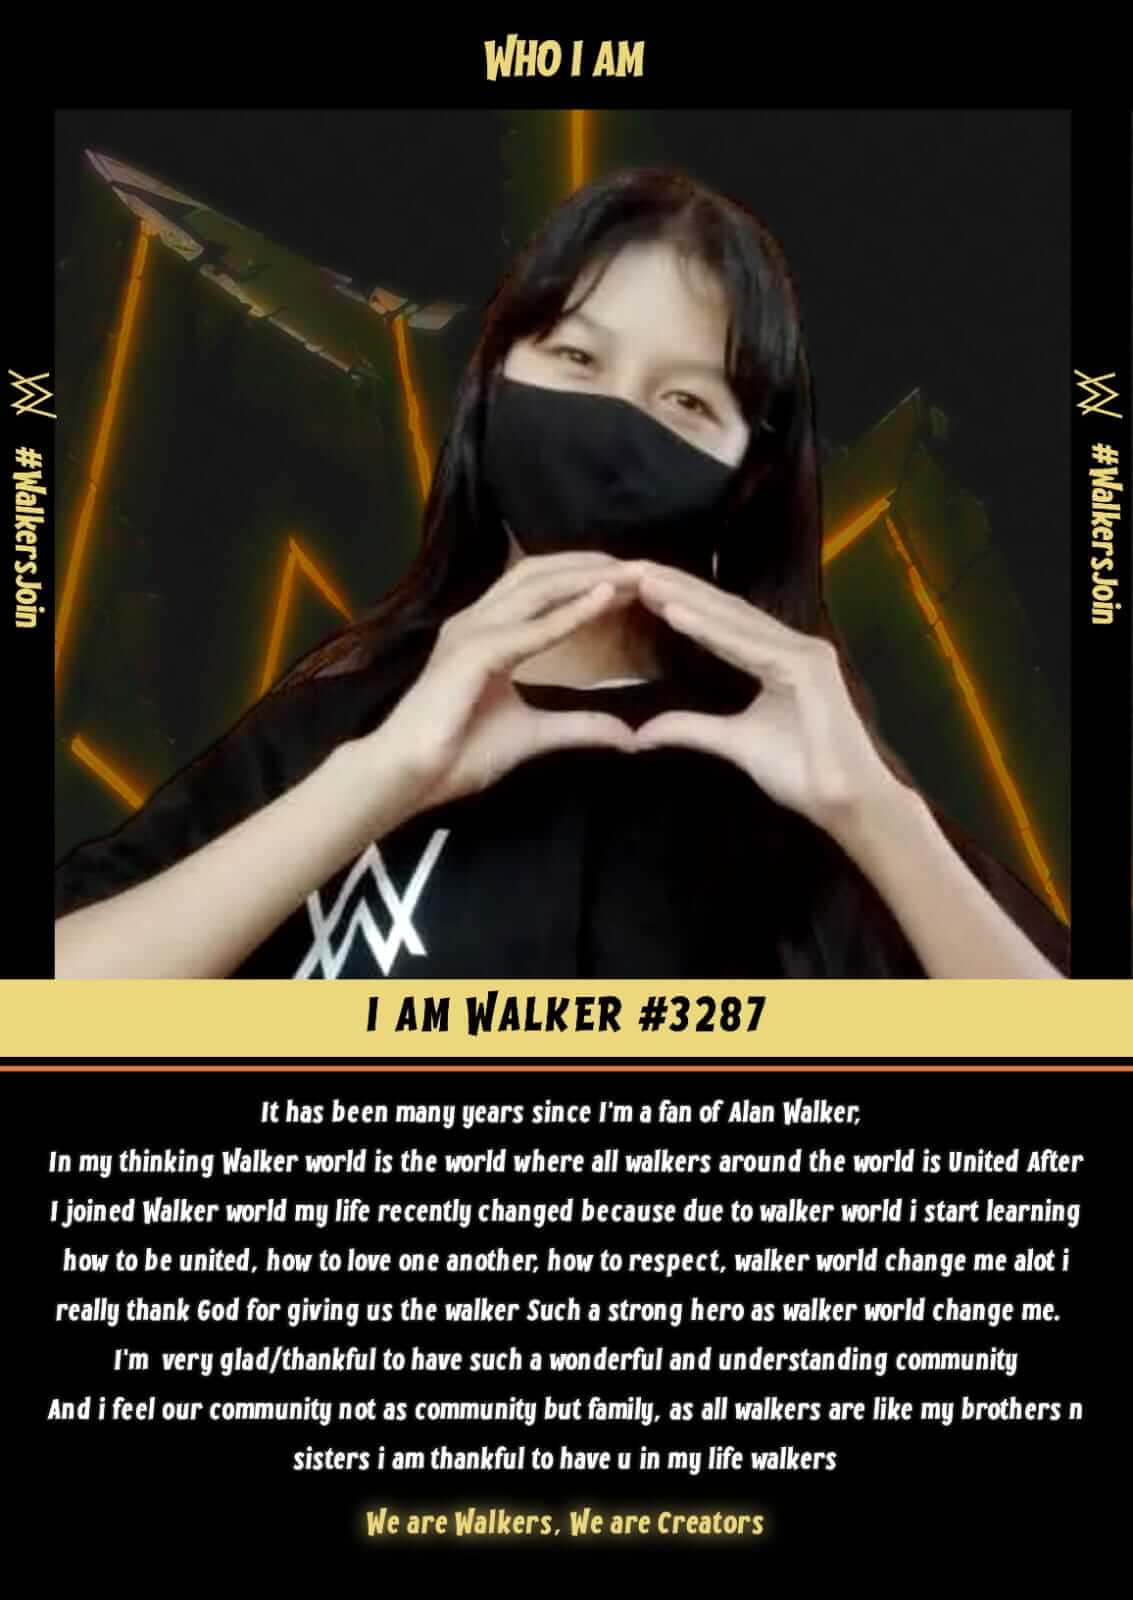 WHO I AM
#WalkersJoin
#WalkersJoin
I AM WALKER #3287
It has been many years since I'm a fan of Alan Walker,
In my thinking Walker world is the world where all walkers around the world is United After
I joined Walker world my life recently changed because due to walker world i start learning
how to be united, how to love one another, how to respect, walker world change me alot i
really thank God for giving us the walker Such a strong hero as walker world change me.
I'm very glad/thankful to have such a wonderful and understanding community
And i feel our community not as community but family, as all walkers are like my brothers n
sisters i am thankful to have u in my life walkers
We are Walkers, We are Creators